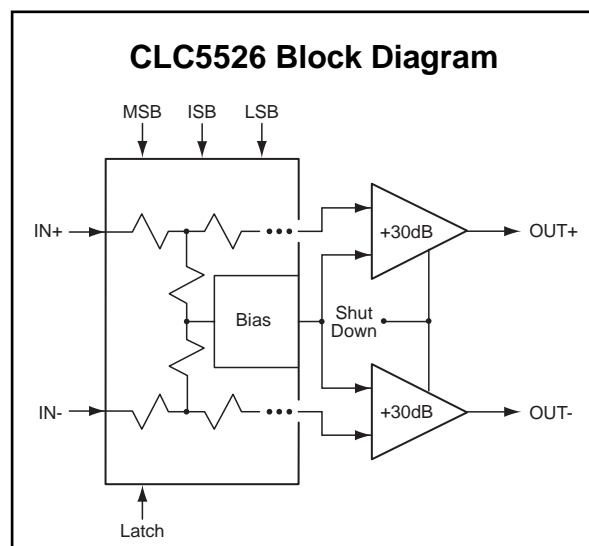 CLC5526 Block Diagram
MSB ISB LSB
IN+
+30dB
OUT+
Bias
Shut
Down
IN-
+30dB
OUT-
Latch